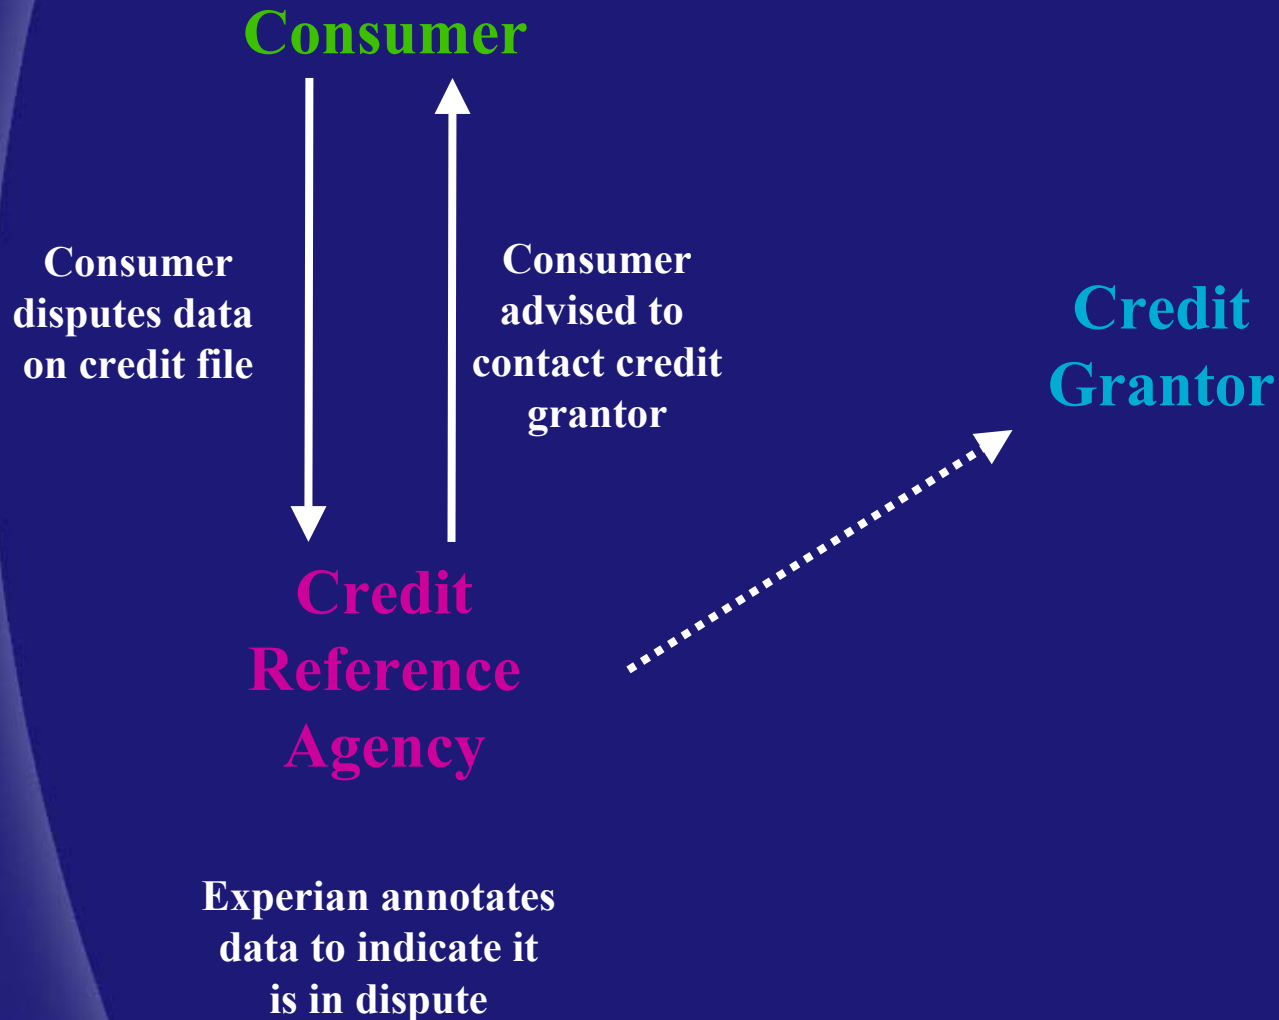 Consumer
Consumer
disputes data
on credit file
Consumer
advised to
contact credit
grantor
Credit
Grantor
Credit
Reference
Agency
Experian annotates
data to indicate it
is in dispute